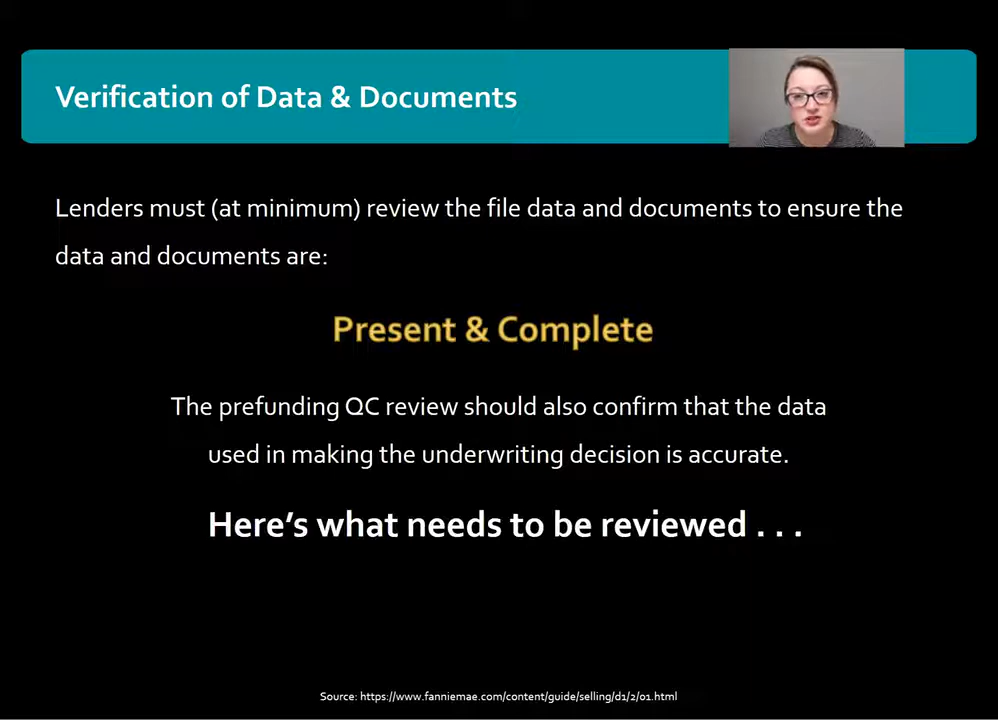 Verification of Data & Documents
Lenders must (at minimum) review the file data and documents to ensure the
data and documents are:
Present & Complete
The prefunding QC review should also confirm that the data
used in making the underwriting decision is accurate.
Here’s what needs to be reviewed . . .
Source: https://www.fanniemae.com/content/guide/selling/d1/2/01.html